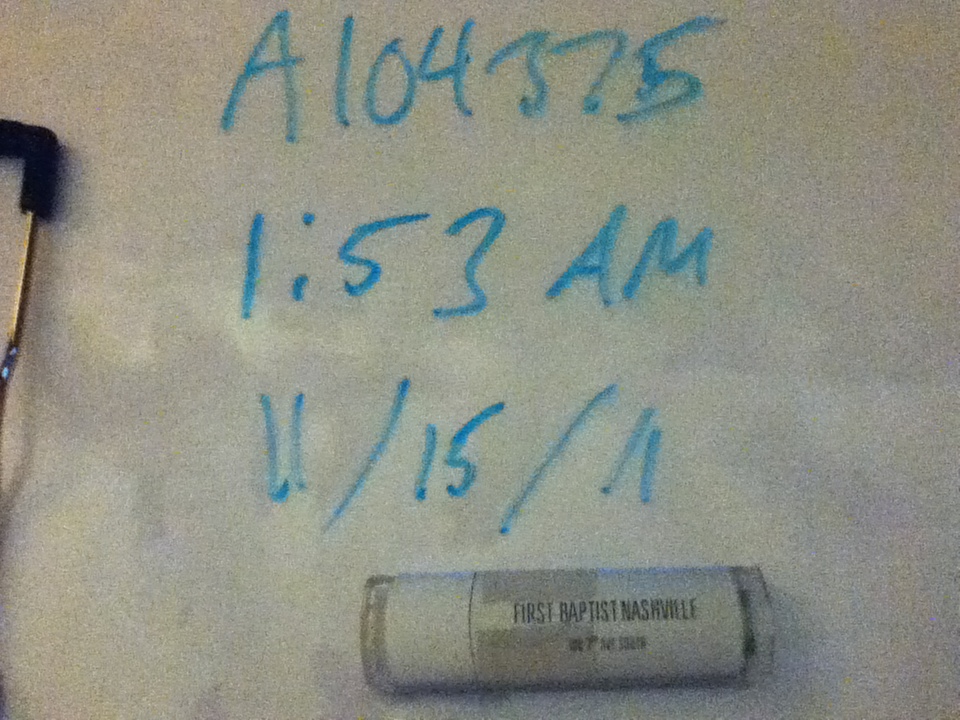 A104375
1:53 AM
11/15/11
FIRST BAPTIST NASHVILLE